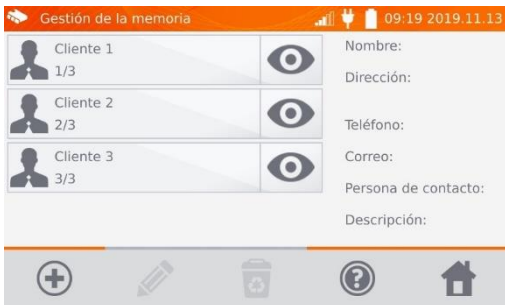 Gestión de la memoria
09:19 2019.11.13
Cliente 1
1/3
Cliente 2
2/3
Cliente 3
3/3
Nombre:
Dirección:
Teléfono:
Correo:
Persona de contacto:
Descripción: